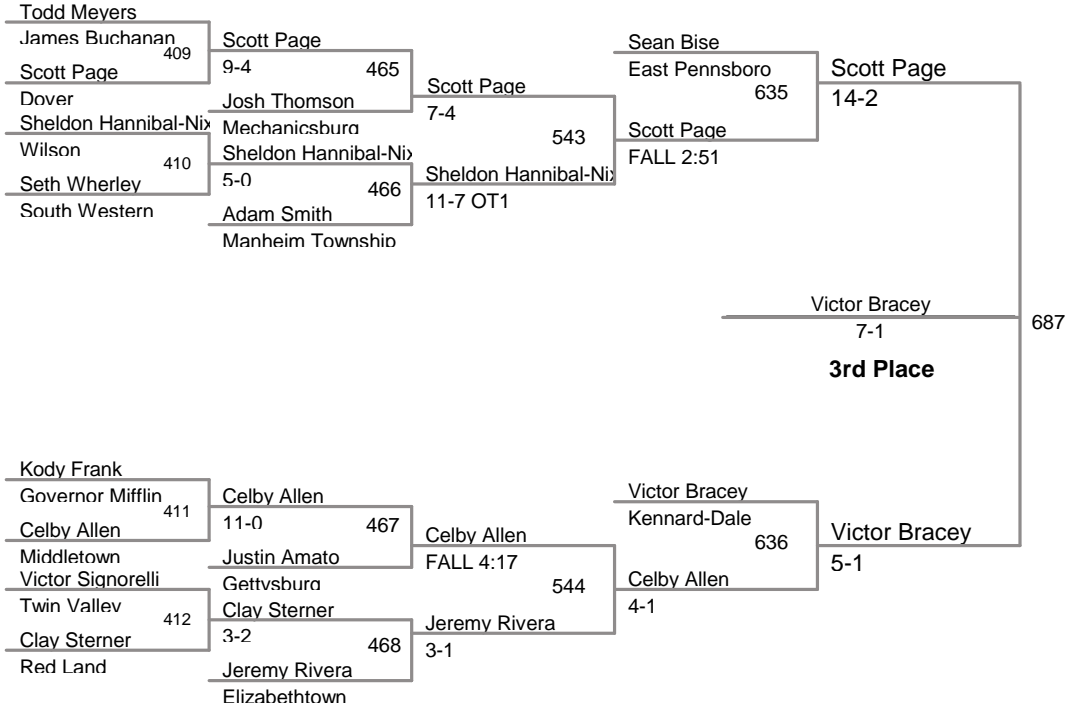 Todd Meyers
James Buchanan
409
Scott Page
Dover
Sheldon Hannibal-Nix
Wilson
410
Seth Wherley
South Western
Scott Page
9-4
465
Josh Thomson
Mechanicsburg
Sheldon Hannibal-Nix
5-0
466
Adam Smith
Manheim Township
Scott Page
7-4
543
Sheldon Hannibal-Nix
11-7 OT1
Sean Bise
East Pennsboro
635
Scott Page
FALL 2:51
Scott Page
14-2
Victor Bracey
7-1
687
3rd Place
Kody Frank
Governor Mifflin
411
Celby Allen
Middletown
Victor Signorelli
Twin Valley
412
Clay Sterner
Red Land
Celby Allen
11-0
467
Justin Amato
Gettysburg
Clay Sterner
3-2
468
Jeremy Rivera
Elizabethtown
Celby Allen
FALL 4:17
544
Jeremy Rivera
3-1
Victor Bracey
Kennard-Dale
636
Celby Allen
4-1
Victor Bracey
5-1